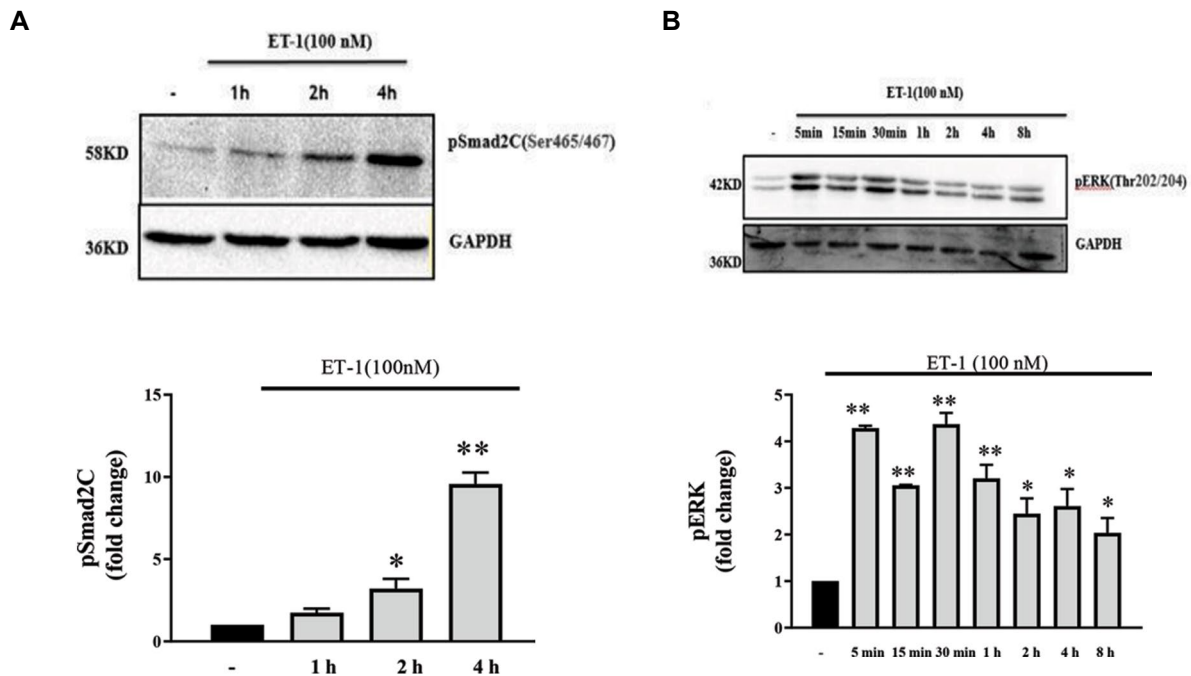 A
ET-1(100 nM)
- 1h 2h 4h
58KD
pSmad2C(Ser465/467)
36KD
GAPDH
ET-1(100nM)
pSmad2C
(fold change)
15
10
5
0
*
**
- 1 h 2 h 4 h
B
ET-1(100 nM)
- 5min 15min 30min 1h 2h 4h 8h
42KD
pERK(Thr202/204)
36KD
GAPDH
ET-1 (100 nM)
pERK
(fold change)
5
4
3
2
1
0
** ** ** ** * * *
- 5 min 15 min 30 min 1 h 2 h 4 h 8 h